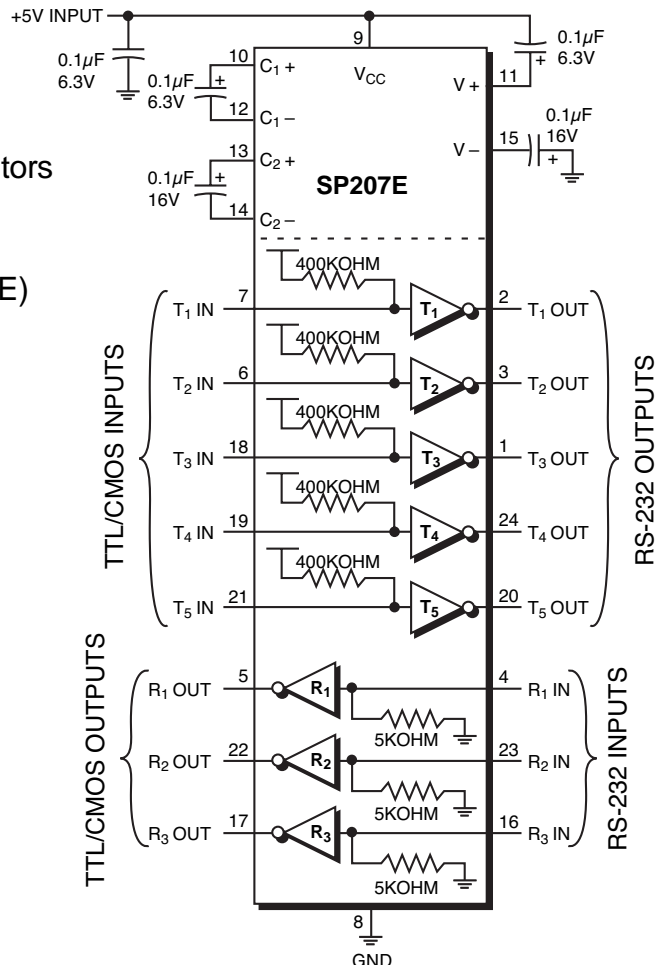 +5V INPUT
0.1µF
6.3V
0.1µF
6.3V
10
C1 +
12
C1 –
13
C2 +
0.1µF
16V
14
C2 –
9
VCC
V +
11
0.1µF
6.3V
V –
15
0.1µF
16V
+
+
+
+
SP207E
tors
E)
TTL/CMOS INPUTS
T1 IN 7 400KOHM T1 2 T1 OUT
T2 IN 6 400KOHM T2 3 T2 OUT
T3 IN 18 400KOHM T3 1 T3 OUT
T4 IN 19 400KOHM T4 24 T4 OUT
T5 IN 21 400KOHM T5 20 T5 OUT
RS-232 OUTPUTS
TTL/CMOS OUTPUTS
R1 OUT 5 R1 4 R1 IN
5KOHM
R2 OUT 22 R2 23 R2 IN
5KOHM
R3 OUT 17 R3 16 R3 IN
5KOHM
RS-232 INPUTS
8
GND